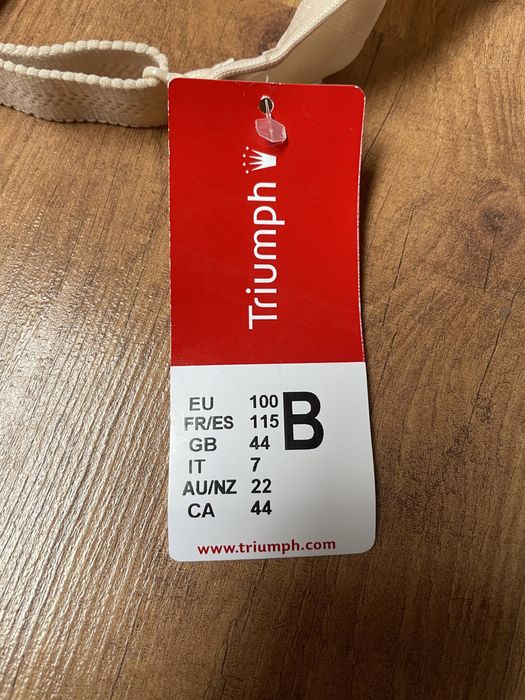 Triumph
EU 100 B
FR/ES 115
GB 44
IT 7
AU/NZ 22
CA 44
www.triumph.com